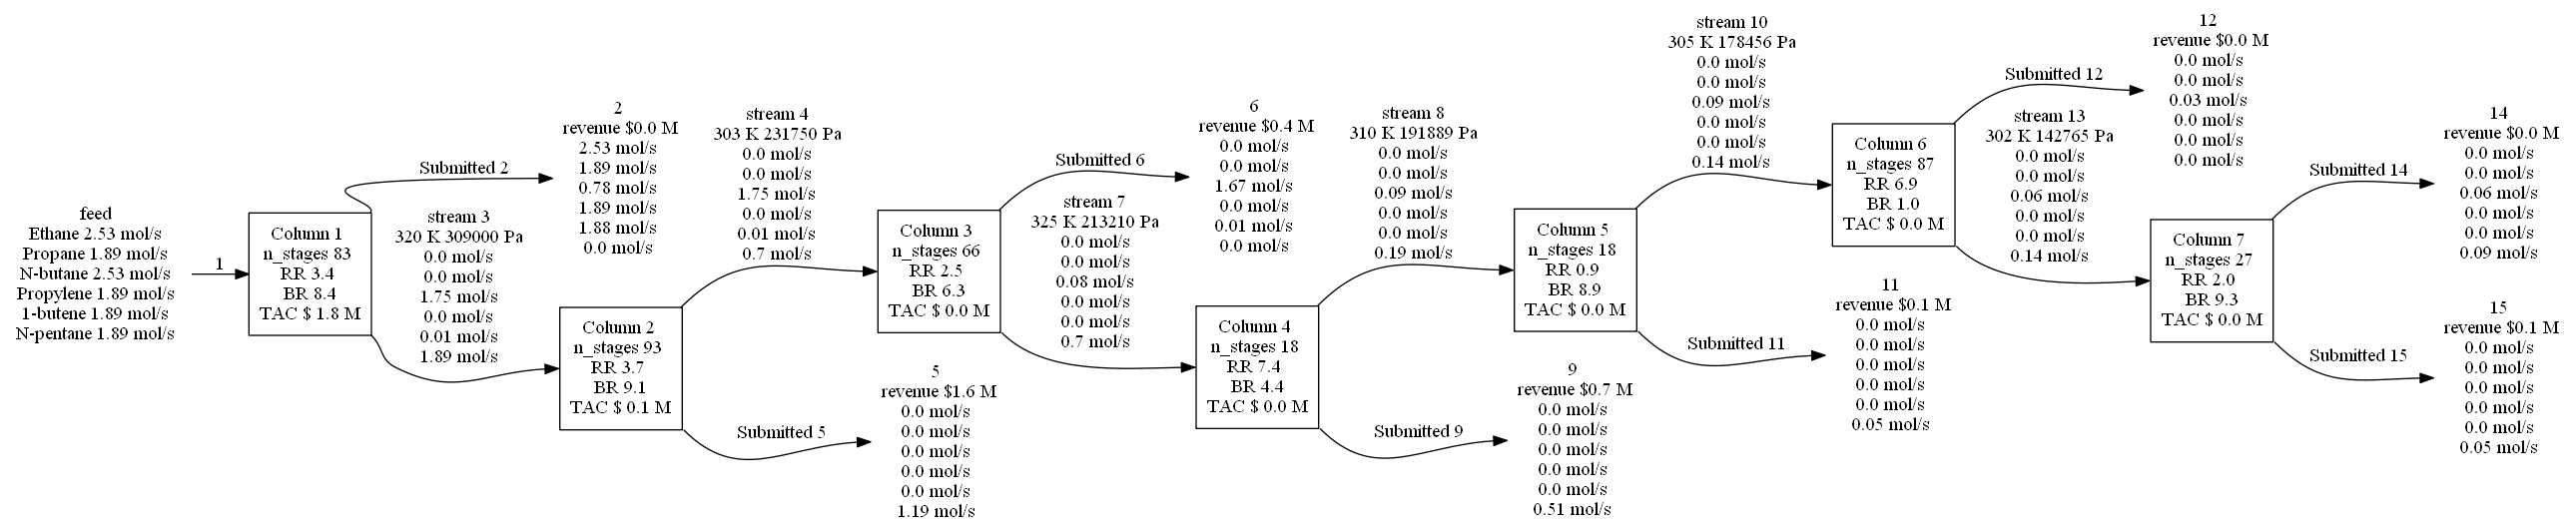 feed
Ethane 2.53 mol/s
Propane 1.89 mol/s
N-butane 2.53 mol/s
Propylene 1.89 mol/s
1-butene 1.89 mol/s
N-pentane 1.89 mol/s
1
Column 1
n_stages 83
RR 3.4
BR 8.4
TAC $ 1.8 M
Submitted 2
2
revenue $0.0 M
2.53 mol/s
1.89 mol/s
0.78 mol/s
1.89 mol/s
1.88 mol/s
0.0 mol/s
stream 3
320 K 309000 Pa
0.0 mol/s
0.0 mol/s
1.75 mol/s
0.0 mol/s
0.01 mol/s
1.89 mol/s
Column 2
n_stages 93
RR 3.7
BR 9.1
TAC $ 0.1 M
stream 4
303 K 231750 Pa
0.0 mol/s
0.0 mol/s
1.75 mol/s
0.0 mol/s
0.01 mol/s
0.7 mol/s
Submitted 5
5
revenue $1.6 M
0.0 mol/s
0.0 mol/s
0.0 mol/s
0.0 mol/s
0.0 mol/s
1.19 mol/s
Column 3
n_stages 66
RR 2.5
BR 6.3
TAC $ 0.0 M
Submitted 6
6
revenue $0.4 M
0.0 mol/s
0.0 mol/s
1.67 mol/s
0.0 mol/s
0.01 mol/s
0.0 mol/s
stream 7
325 K 213210 Pa
0.0 mol/s
0.0 mol/s
0.08 mol/s
0.0 mol/s
0.0 mol/s
0.7 mol/s
Column 4
n_stages 18
RR 7.4
BR 4.4
TAC $ 0.0 M
stream 8
310 K 191889 Pa
0.0 mol/s
0.0 mol/s
0.09 mol/s
0.0 mol/s
0.0 mol/s
0.19 mol/s
Submitted 9
9
revenue $0.7 M
0.0 mol/s
0.0 mol/s
0.0 mol/s
0.0 mol/s
0.0 mol/s
0.51 mol/s
Column 5
n_stages 18
RR 0.9
BR 8.9
TAC $ 0.0 M
stream 10
305 K 178456 Pa
0.0 mol/s
0.0 mol/s
0.09 mol/s
0.0 mol/s
0.0 mol/s
0.14 mol/s
Submitted 11
11
revenue $0.1 M
0.0 mol/s
0.0 mol/s
0.0 mol/s
0.0 mol/s
0.0 mol/s
0.05 mol/s
Column 6
n_stages 87
RR 6.9
BR 1.0
TAC $ 0.0 M
Submitted 12
12
revenue $0.0 M
0.0 mol/s
0.0 mol/s
0.03 mol/s
0.0 mol/s
0.0 mol/s
0.0 mol/s
stream 13
302 K 142765 Pa
0.0 mol/s
0.0 mol/s
0.06 mol/s
0.0 mol/s
0.0 mol/s
0.14 mol/s
Column 7
n_stages 27
RR 2.0
BR 9.3
TAC $ 0.0 M
Submitted 14
14
revenue $0.0 M
0.0 mol/s
0.0 mol/s
0.06 mol/s
0.0 mol/s
0.0 mol/s
0.09 mol/s
Submitted 15
15
revenue $0.1 M
0.0 mol/s
0.0 mol/s
0.0 mol/s
0.0 mol/s
0.0 mol/s
0.05 mol/s